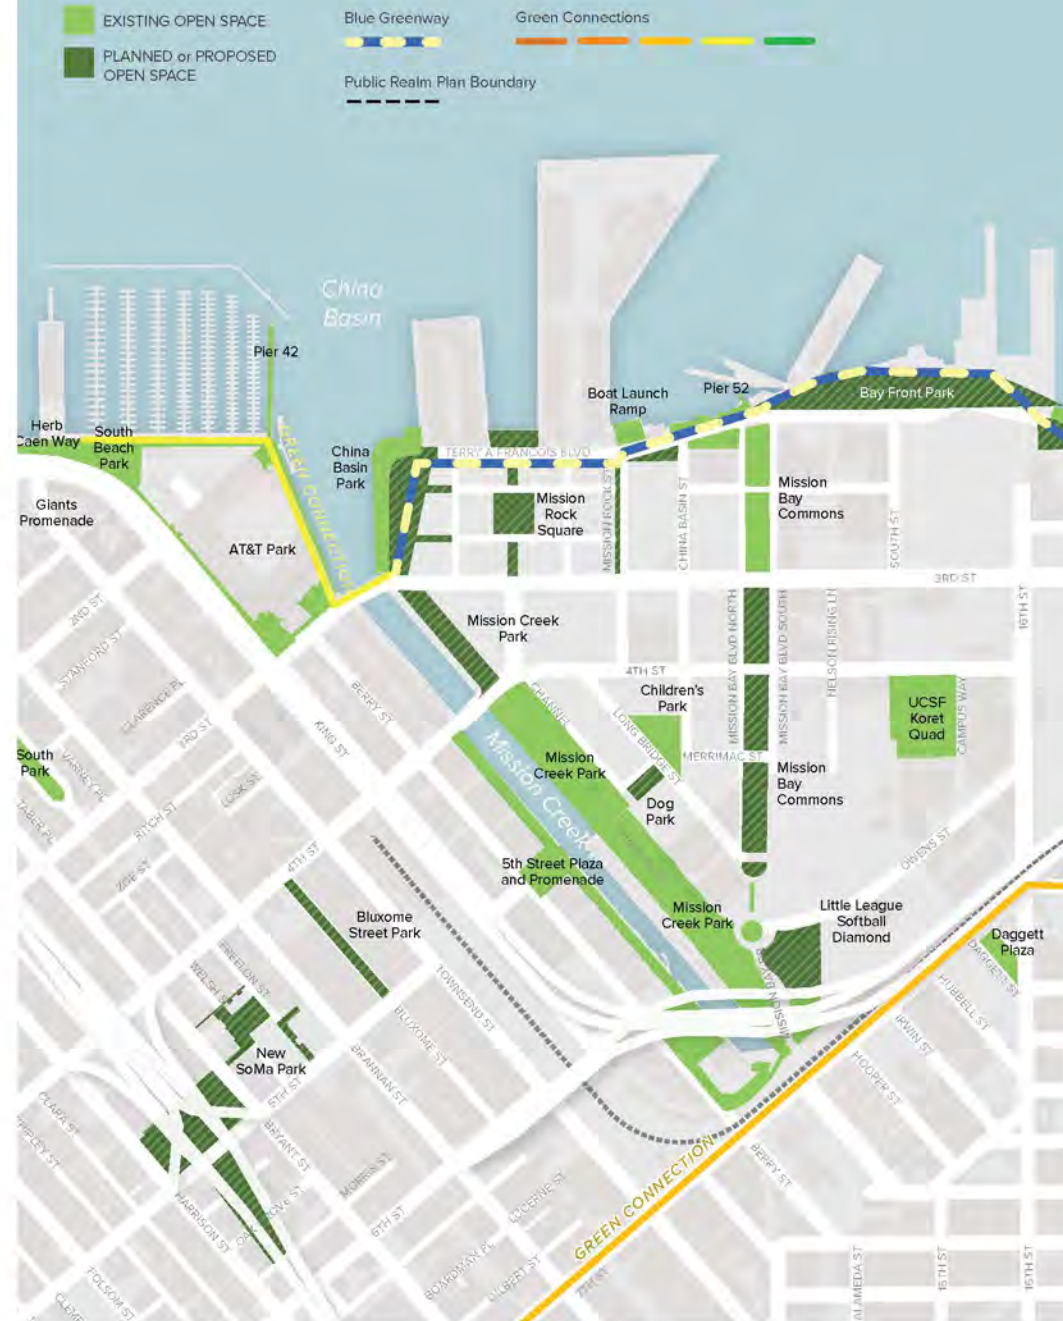 EXISTING OPEN SPACE
PLANNED or PROPOSED
OPEN SPACE
Blue Greenway
Green Connections
Public Realm Plan Boundary
China
Basin
Pier 42
Herb
Caen Way
South
Beach
Park
Giants
Promenade
AT&T Park
GREEN CONNECTION
China
Basin
Park
TERRY A FRANCOIS BLVD
Boat Launch
Ramp
Pier 52
Bay Front Park
Mission
Rock
Square
MISSION ROCK ST
CHINA BASIN ST
Mission
Bay
Commons
SOUTH ST
3RD ST
16TH ST
Mission Creek
Park
4TH ST
Children's
Park
MISSION BAY BLVD NORTH
MISSION BAY BLVD SOUTH
NELSON RISING LN
UCSF
Koret
Quad
CAMPUS WAY
2ND ST
STANFORD ST
CLARENCE PL
3RD ST
BERRY ST
KING ST
CHANNEL
LONG BRIDGE ST
MERRIMAC ST
South
Park
VARNEY PL
TABER PL
RITCH ST
LUSK ST
ZOE ST
4TH ST
Mission Creek
Mission
Creek Park
Dog
Park
Mission
Bay
Commons
OWENS ST
5th Street Plaza
and Promenade
Mission
Creek Park
Little League
Softball
Diamond
Daggett
Plaza
DAGGETT ST
HUBBELL ST
IRWIN ST
HOOPER ST
Bluxome
Street Park
FREELON ST
WELSH ST
TOWNSEND ST
BLUXOME ST
BRANNAN ST
New
SoMa Park
5TH ST
BRYANT ST
CLARA ST
SHIPLEY ST
HARRISON ST
OAK GROVE ST
MORRIS ST
6TH ST
LUCERNE ST
BOARDMAN PL
GILBERT ST
7TH ST
GREEN CONNECTION
BERRY ST
FOLSOM ST
ALAMEDA ST
15TH ST